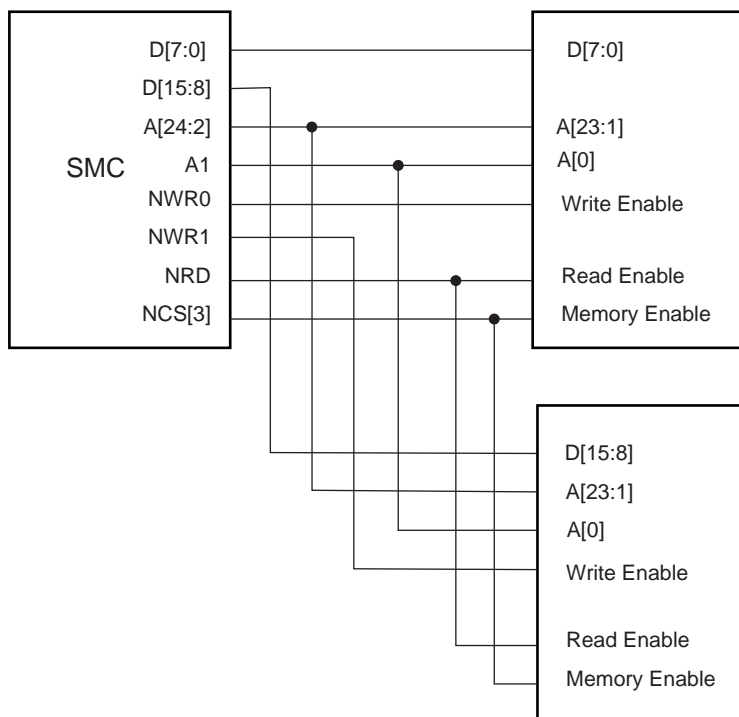 D[7:0]
D[15:8]
A[24:2]
SMC
A1
NWR0
NWR1
NRD
NCS[3]
D[7:0]
A[23:1]
A[0]
Write Enable
Read Enable
Memory Enable
D[15:8]
A[23:1]
A[0]
Write Enable
Read Enable
Memory Enable